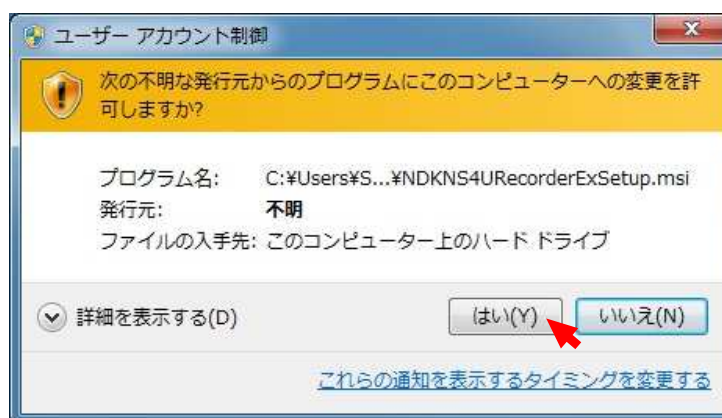 ユーザー アカウント制御
次の不明な発行元からのプログラムにこのコンピューターへの変更を許
可しますか?
プログラム名: C:¥Users¥S...¥NDKNS4URecorderExSetup.msi
発行元: 不明
ファイルの入手先: このコンピューター上のハード ドライブ
詳細を表示する(D) はい(Y) いいえ(N)
これらの通知を表示するタイミングを変更する